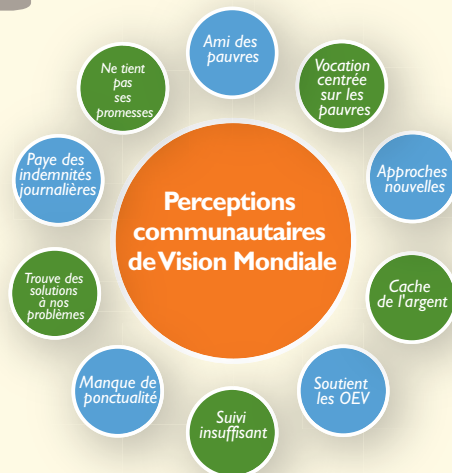 Perceptions
communautaires
de Vision Mondiale
Ami des
pauvres
Vocation
centrée
sur les
pauvres
Approches
nouvelles
Cache
de l'argent
Soutient
les OEV
Suivi
insuffisant
Manque de
ponctualité
Trouve des
solutions
à nos
problèmes
Paye des
indemnités
journalières
Ne tient
pas
ses
promesses